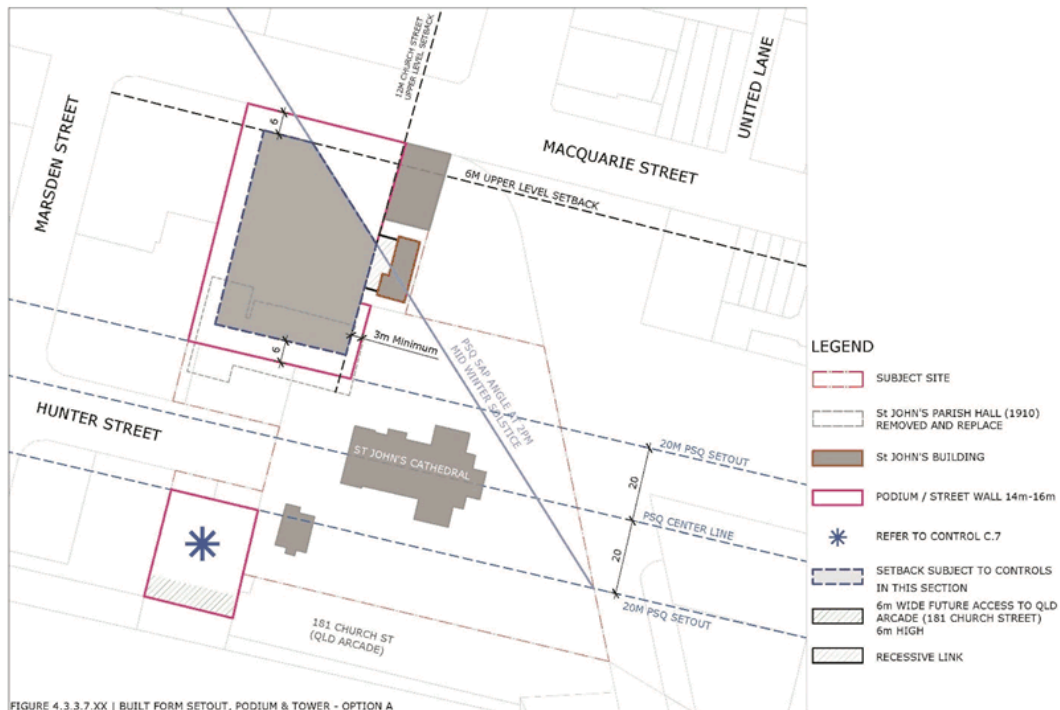 12M CHURCH STREET
UPPER LEVEL SETBACK
UNITED LANE
MARSDEN STREET
6
MACQUARIE STREET
6M UPPER LEVEL SETBACK
3m Minimum
6
PSQ SAP ANGLE AT 2PM
MID WINTER SOLSTICE
HUNTER STREET
ST JOHN'S CATHEDRAL
20M PSQ SETOUT
20
PSQ CENTER LINE
20
20M PSQ SETOUT
181 CHURCH ST
(QLD ARCADE)
LEGEND
SUBJECT SITE
St JOHN'S PARISH HALL (1910)
REMOVED AND REPLACE
St JOHN'S BUILDING
PODIUM / STREET WALL 14m-16m
REFER TO CONTROL C.7
SETBACK SUBJECT TO CONTROLS
IN THIS SECTION
6m WIDE FUTURE ACCESS TO QLD
ARCADE (181 CHURCH STREET)
6m HIGH
RECESSIVE LINK
FIGURE 4.3.3.7.XX | BUILT FORM SETOUT, PODIUM & TOWER - OPTION A